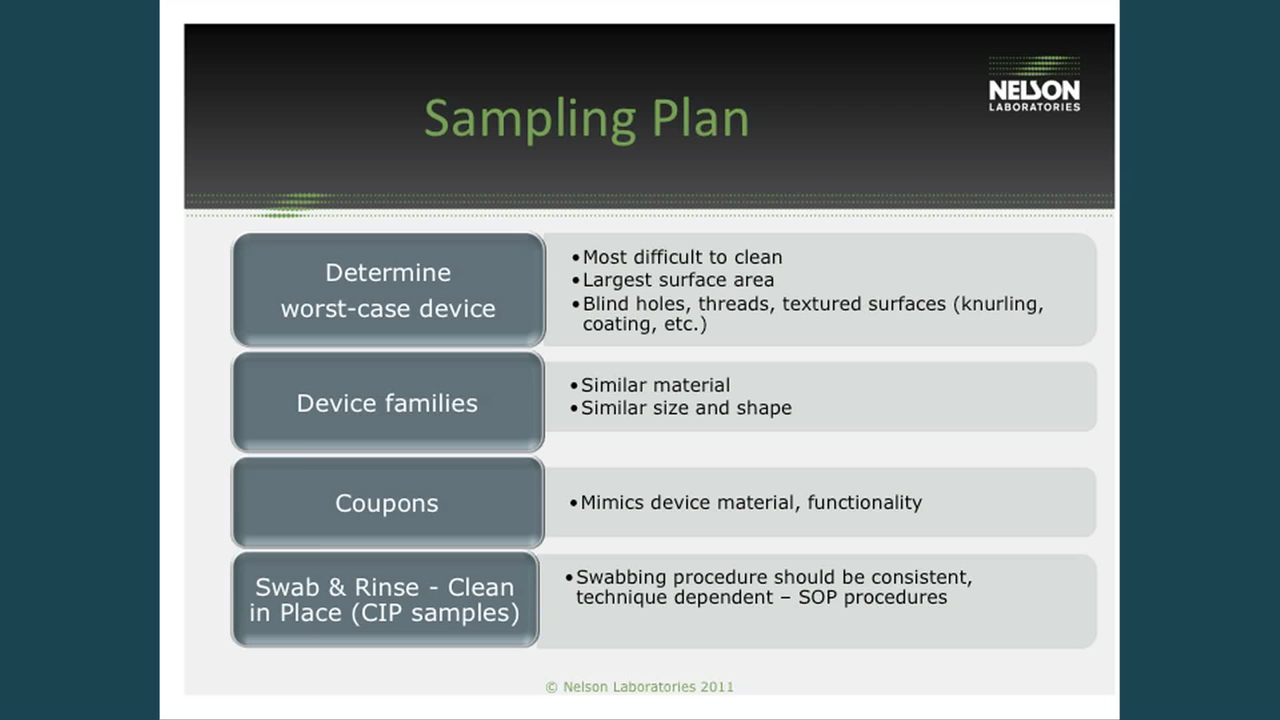 Sampling Plan
NELSON
LABORATORIES
Determine
worst-case device
•Most difficult to clean
•Largest surface area
•Blind holes, threads, textured surfaces (knurling,
coating, etc.)
Device families
•Similar material
•Similar size and shape
Coupons
•Mimics device material, functionality
Swab & Rinse - Clean
in Place (CIP samples)
•Swabbing procedure should be consistent,
technique dependent – SOP procedures
© Nelson Laboratories 2011